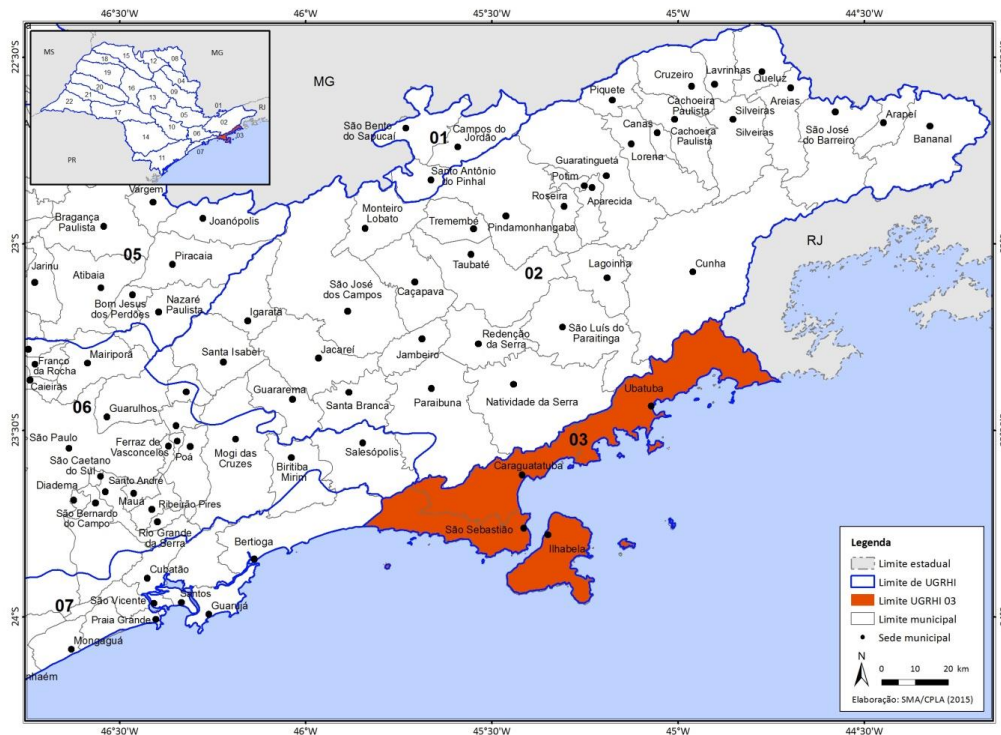 46°30'W
46°W
45°30'W
45°W
44°30'W
22°30'S
MS
MG
18
15
12
08
19
04
20
16
13
09
22
21
05
17
10
02
01
RJ
14
06
03
07
11
PR
MG
São Bento
do Sapucaí
01
Campos do
Jordão
Santo Antônio
do Pinhal
Piquete
Cruzeiro
Lavrinhas
Queluz
Cachoeira
Paulista
Silveiras
Areias
Canas
Cachoeira
Paulista
Silveiras
São José
do Barreiro
Arapeí
Bananal
Lorena
Guaratinguetá
Potim
Roseira
Aparecida
Vargem
Joanópolis
Bragança
Paulista
05
Monteiro
Lobato
Tremembé
Pindamonhangaba
Taubaté
02
Lagoinha
Cunha
RJ
Piracaia
Jarinu
Atibaia
Bom Jesus
dos Perdões
Nazaré
Paulista
São José
dos Campos
Caçapava
Igaratá
Redenção
da Serra
São Luís do
Paraitinga
Mairiporã
Franco
da Rocha
Caieiras
Santa Isabel
Jacareí
Jambeiro
Guararema
Santa Branca
Paraibuna
Natividade da Serra
Ubatuba
06
Guarulhos
03
São Paulo
Ferraz de
Vasconcelos
Poá
Mogi das
Cruzes
Biritiba
Mirim
Salesópolis
Caraguatatuba
São Caetano
do Sul
Santo André
Diadema
Mauá
Ribeirão Pires
São Bernardo
do Campo
Rio Grande
da Serra
São Sebastião
Ilhabela
Bertioga
Cubatão
07
São Vicente
Santos
Guarujá
Praia Grande
Mongaguá
nhaém
24°S
Legenda
Limite estadual
Limite de UGRHI
Limite UGRHI 03
Limite municipal
Sede municipal
N
0 10 20 km
Elaboração: SMA/CPLA (2015)
46°30'W
46°W
45°30'W
45°W
44°30'W